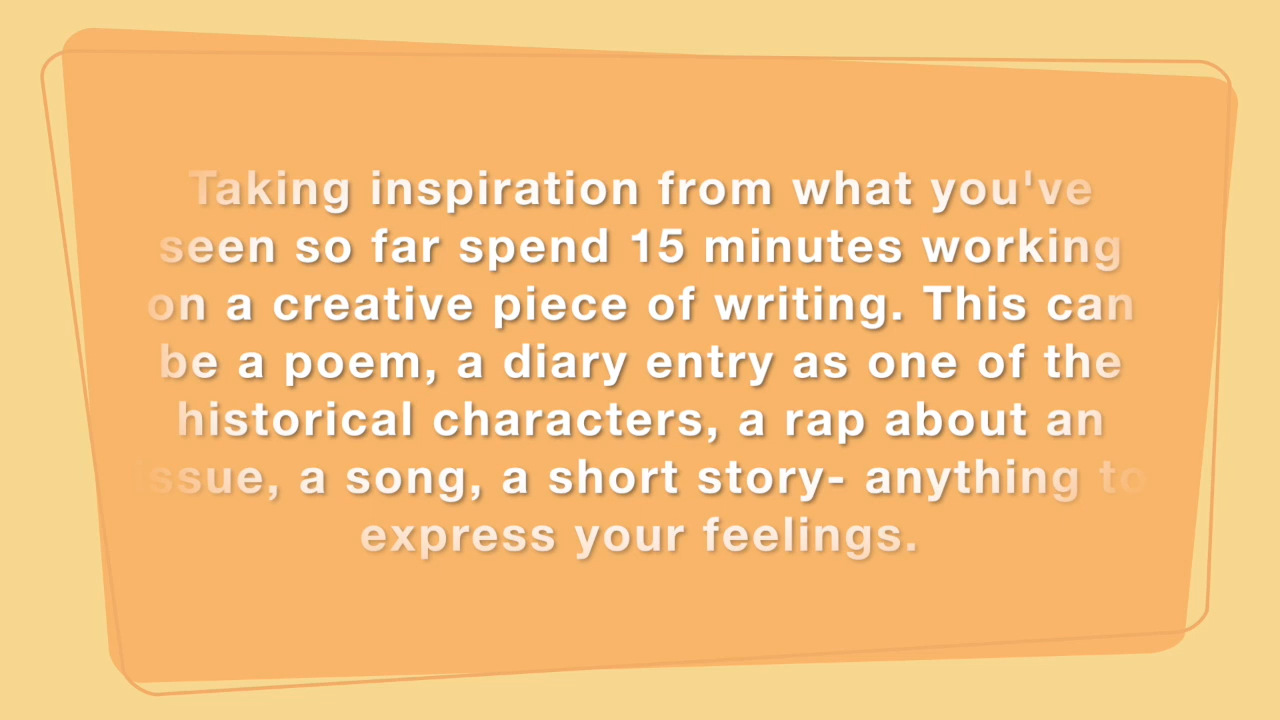 Taking inspiration from what you've
seen so far spend 15 minutes working
on a creative piece of writing. This can
be a poem, a diary entry as one of the
historical characters, a rap about an
issue, a song, a short story- anything to
express your feelings.